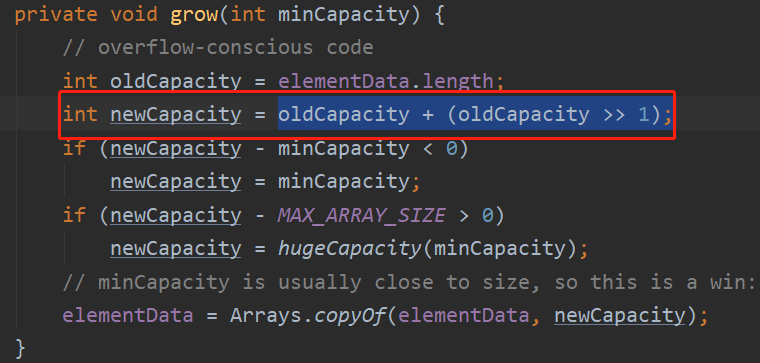 private void grow(int minCapacity) {
// overflow-conscious code
int oldCapacity = elementData.length;
int newCapacity = oldCapacity + (oldCapacity >> 1);
if (newCapacity - minCapacity < 0)
newCapacity = minCapacity;
if (newCapacity - MAX_ARRAY_SIZE > 0)
newCapacity = hugeCapacity(minCapacity);
// minCapacity is usually close to size, so this is a win:
elementData = Arrays.copyOf(elementData, newCapacity);
}